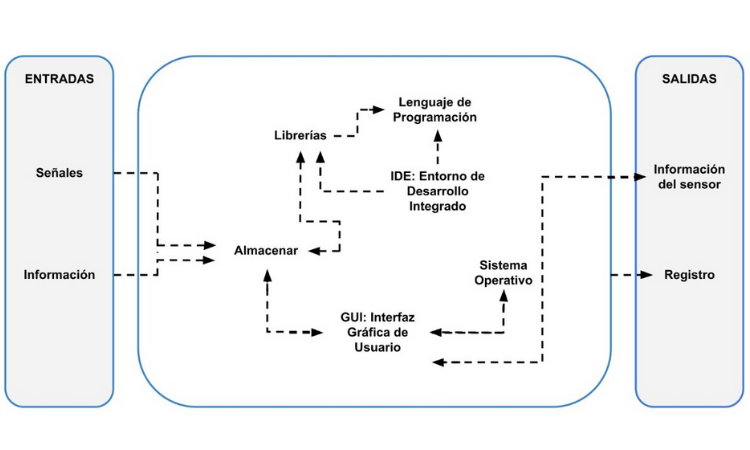 ENTRADAS
Señales
Información
Lenguaje de
Programación
Librerías
IDE: Entorno de
Desarrollo
Integrado
Almacenar
Sistema
Operativo
GUI: Interfaz
Gráfica de
Usuario
SALIDAS
Información
del sensor
Registro